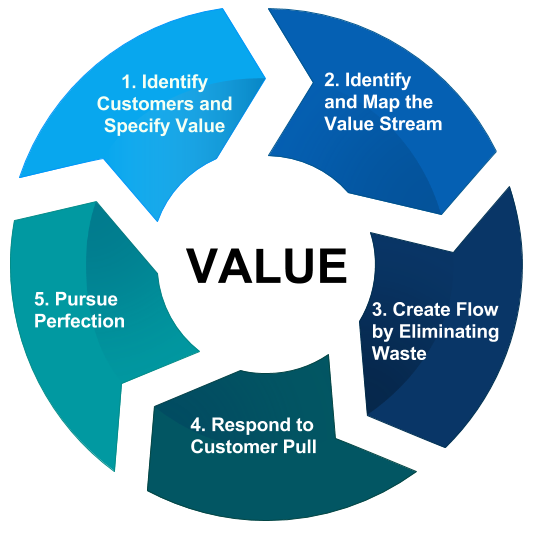 1. Identify
Customers and
Specify Value
2. Identify
and Map the
Value Stream
3. Create Flow
by Eliminating
Waste
4. Respond to
Customer Pull
5. Pursue
Perfection
VALUE